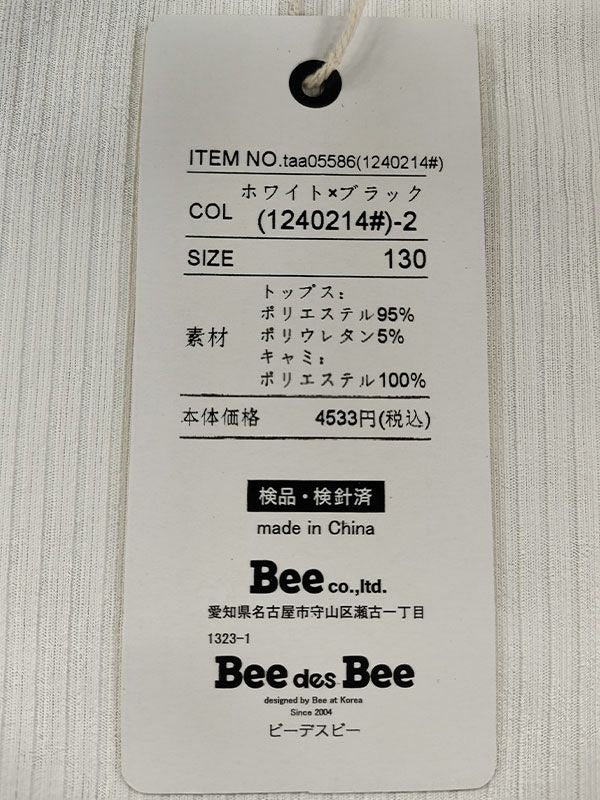 ITEM NO.taa05586(1240214#)
ホワイト×ブラック
COL (1240214#)-2
SIZE 130
トップス:
ポリエステル95%
素材 ポリウレタン5%
キャミ:
ポリエステル100%
本体価格 4533円(税込)
検品・検針済
made in China
Bee co.,ltd.
愛知県名古屋市守山区瀬古一丁目
1323-1
Bee des Bee
designed by Bee at Korea
Since 2004
ビーデスビー